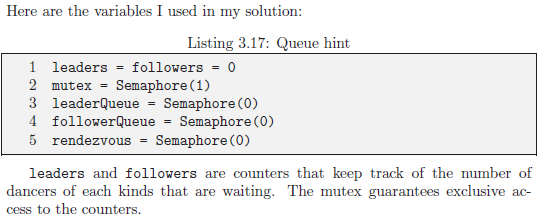 Here are the variables I used in my solution:
Listing 3.17: Queue hint
1 leaders = followers = 0
2 mutex = Semaphore(1)
3 leaderQueue = Semaphore(0)
4 followerQueue = Semaphore(0)
5 rendezvous = Semaphore(0)
leaders and followers are counters that keep track of the number of
dancers of each kinds that are waiting. The mutex guarantees exclusive ac-
cess to the counters.